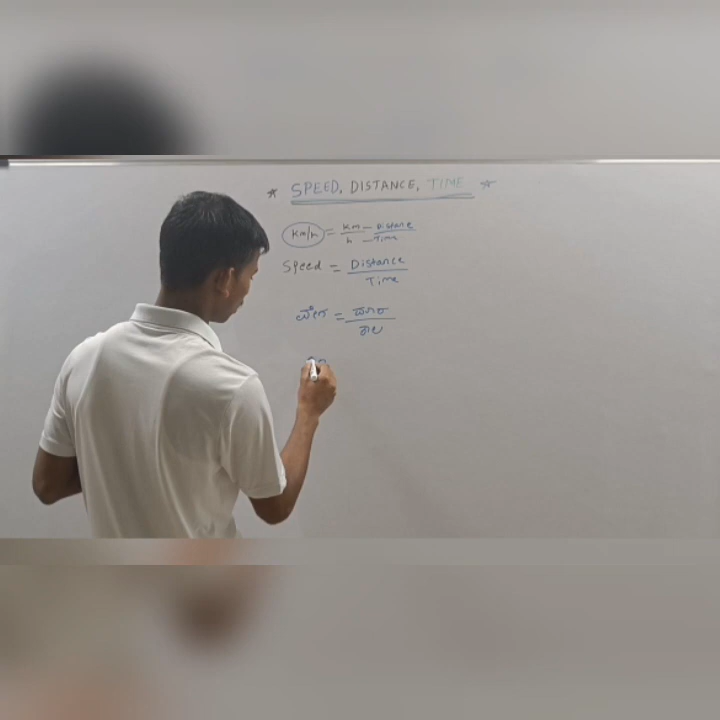 * SPEED, DISTANCE, TIME *
Km/h = Km/h - Distance/Time
Speed = Distance/Time
ವೇಗ = ದೂರ/ಕಾಲ